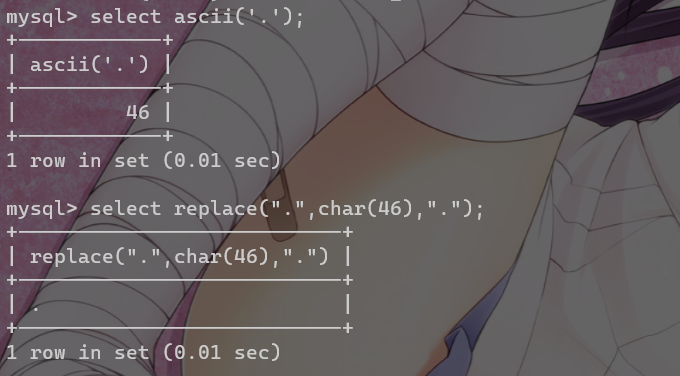 mysql> select ascii('.');
+------------+
| ascii('.') |
+------------+
|         46 |
+------------+
1 row in set (0.01 sec)

mysql> select replace(".",char(46),".");
+---------------------------+
| replace(".",char(46),".") |
+---------------------------+
| .                         |
+---------------------------+
1 row in set (0.01 sec)